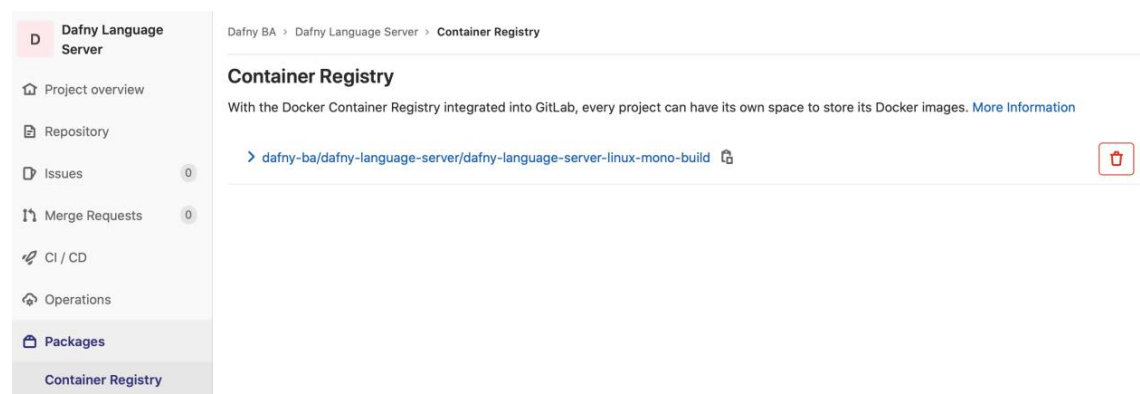 D
Dafny Language
Server
Project overview
Repository
Issues 0
Merge Requests 0
CI / CD
Operations
Packages
Container Registry
Dafny BA > Dafny Language Server > Container Registry
Container Registry
With the Docker Container Registry integrated into GitLab, every project can have its own space to store its Docker images. More Information
dafny-ba/dafny-language-server/dafny-language-server-linux-mono-build